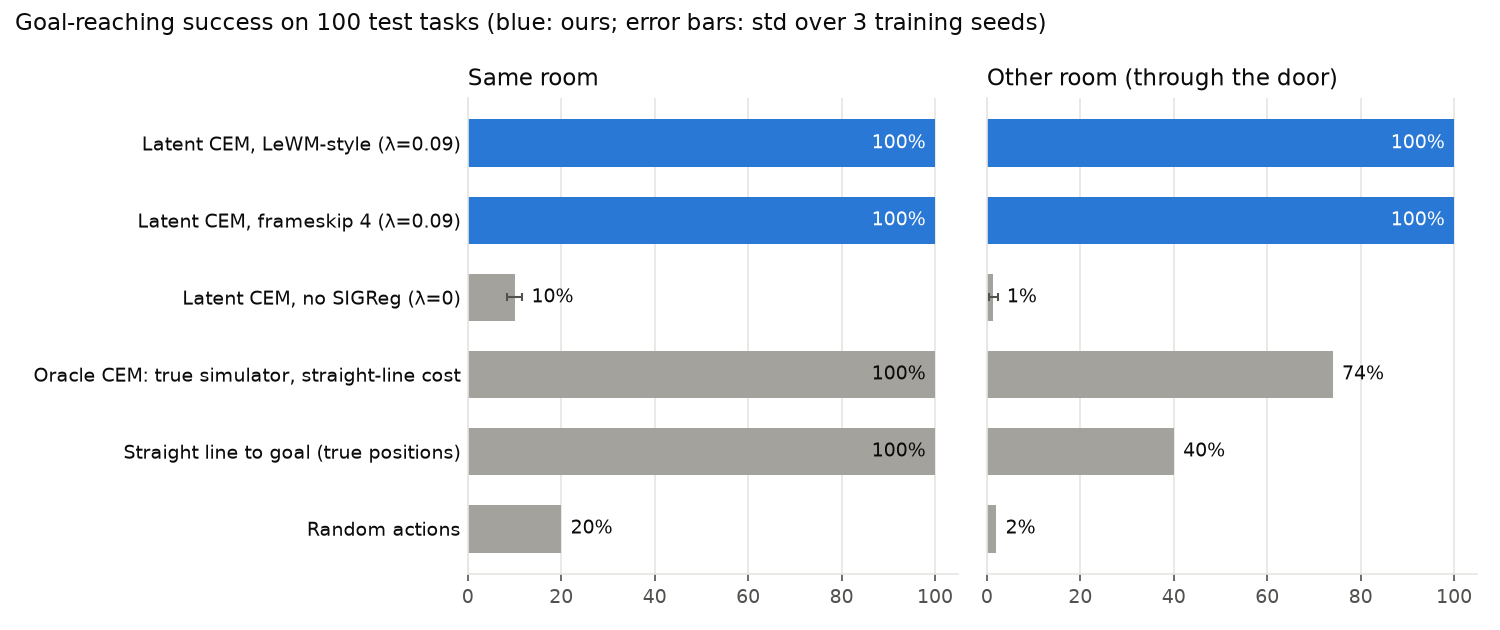 Goal-reaching success on 100 test tasks (blue: ours; error bars: std over 3 training seeds)
Same room
Other room (through the door)
Latent CEM, LeWM-style (λ=0.09)
100%
100%
Latent CEM, frameskip 4 (λ=0.09)
100%
100%
Latent CEM, no SIGReg (λ=0)
10%
1%
Oracle CEM: true simulator, straight-line cost
100%
74%
Straight line to goal (true positions)
100%
40%
Random actions
20%
2%
0 20 40 60 80 100
0 20 40 60 80 100